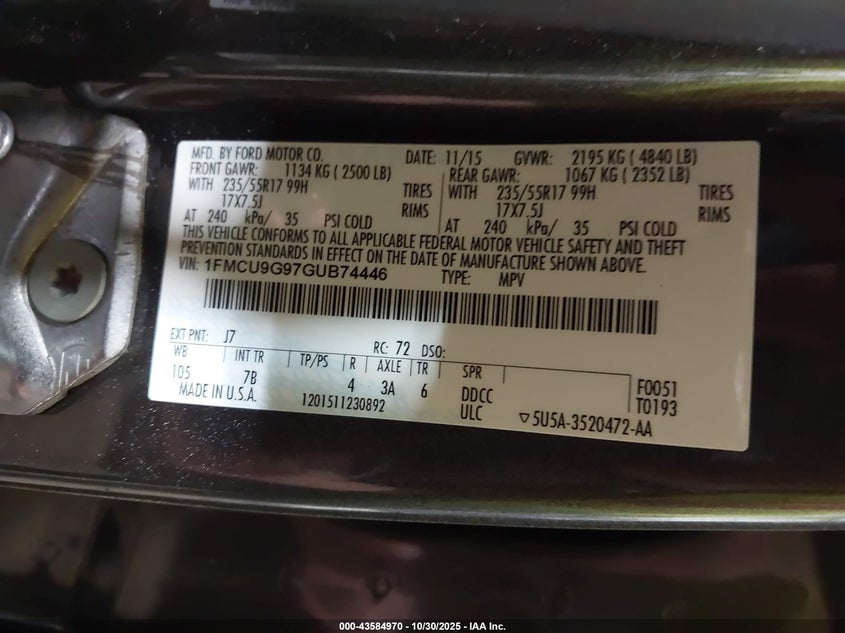 MFD. BY FORD MOTOR CO. DATE: 11/15 GVWR: 2195 KG ( 4840 LB)
FRONT GAWR: 1134 KG ( 2500 LB) REAR GAWR: 1067 KG ( 2352 LB)
WITH 235/55R17 99H TIRES WITH 235/55R17 99H TIRES
17X7.5J RIMS 17X7.5J RIMS
AT 240 kPa/ 35 PSI COLD AT 240 kPa/ 35 PSI COLD
THIS VEHICLE CONFORMS TO ALL APPLICABLE FEDERAL MOTOR VEHICLE SAFETY AND THEFT
PREVENTION STANDARDS IN EFFECT ON THE DATE OF MANUFACTURE SHOWN ABOVE.
VIN: 1FMCU9G97GUB74446 TYPE: MPV
EXT PNT: J7 RC: 72 DSO:
WB INT TR TP/PS R AXLE TR SPR
105 7B 4 3A 6 DDCC F0051
MADE IN U.S.A. 1201511230892 ULC T0193
▽5U5A-3520472-AA
000-43584970 | 10/30/2025 - IAA Inc.